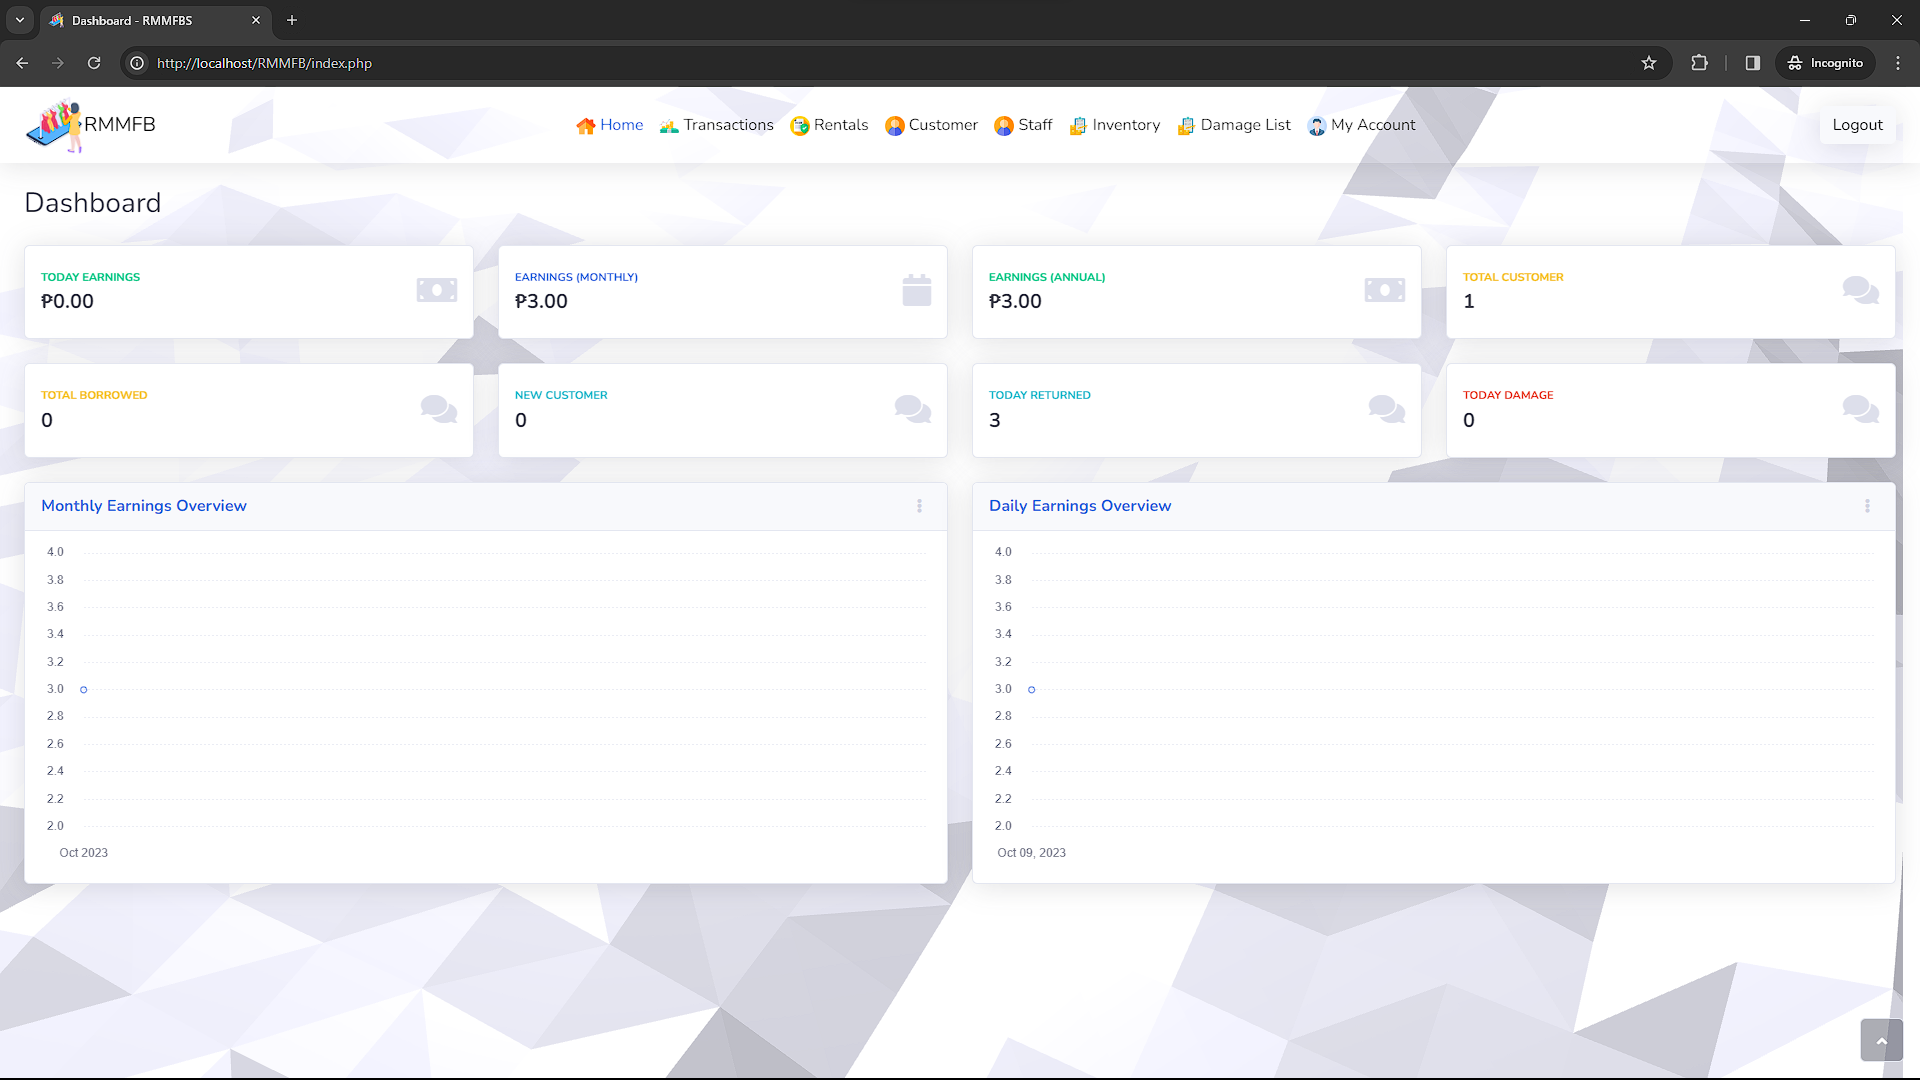 Dashboard - RMMFBS
http://localhost/RMMFB/index.php
Incognito
RMMFB
Home
Transactions
Rentals
Customer
Staff
Inventory
Damage List
My Account
Logout
Dashboard
TODAY EARNINGS
₱0.00
EARNINGS (MONTHLY)
₱3.00
EARNINGS (ANNUAL)
₱3.00
TOTAL CUSTOMER
1
TOTAL BORROWED
0
NEW CUSTOMER
0
TODAY RETURNED
3
TODAY DAMAGE
0
Monthly Earnings Overview
4.0
3.8
3.6
3.4
3.2
3.0
2.8
2.6
2.4
2.2
2.0
Oct 2023
Daily Earnings Overview
4.0
3.8
3.6
3.4
3.2
3.0
2.8
2.6
2.4
2.2
2.0
Oct 09, 2023